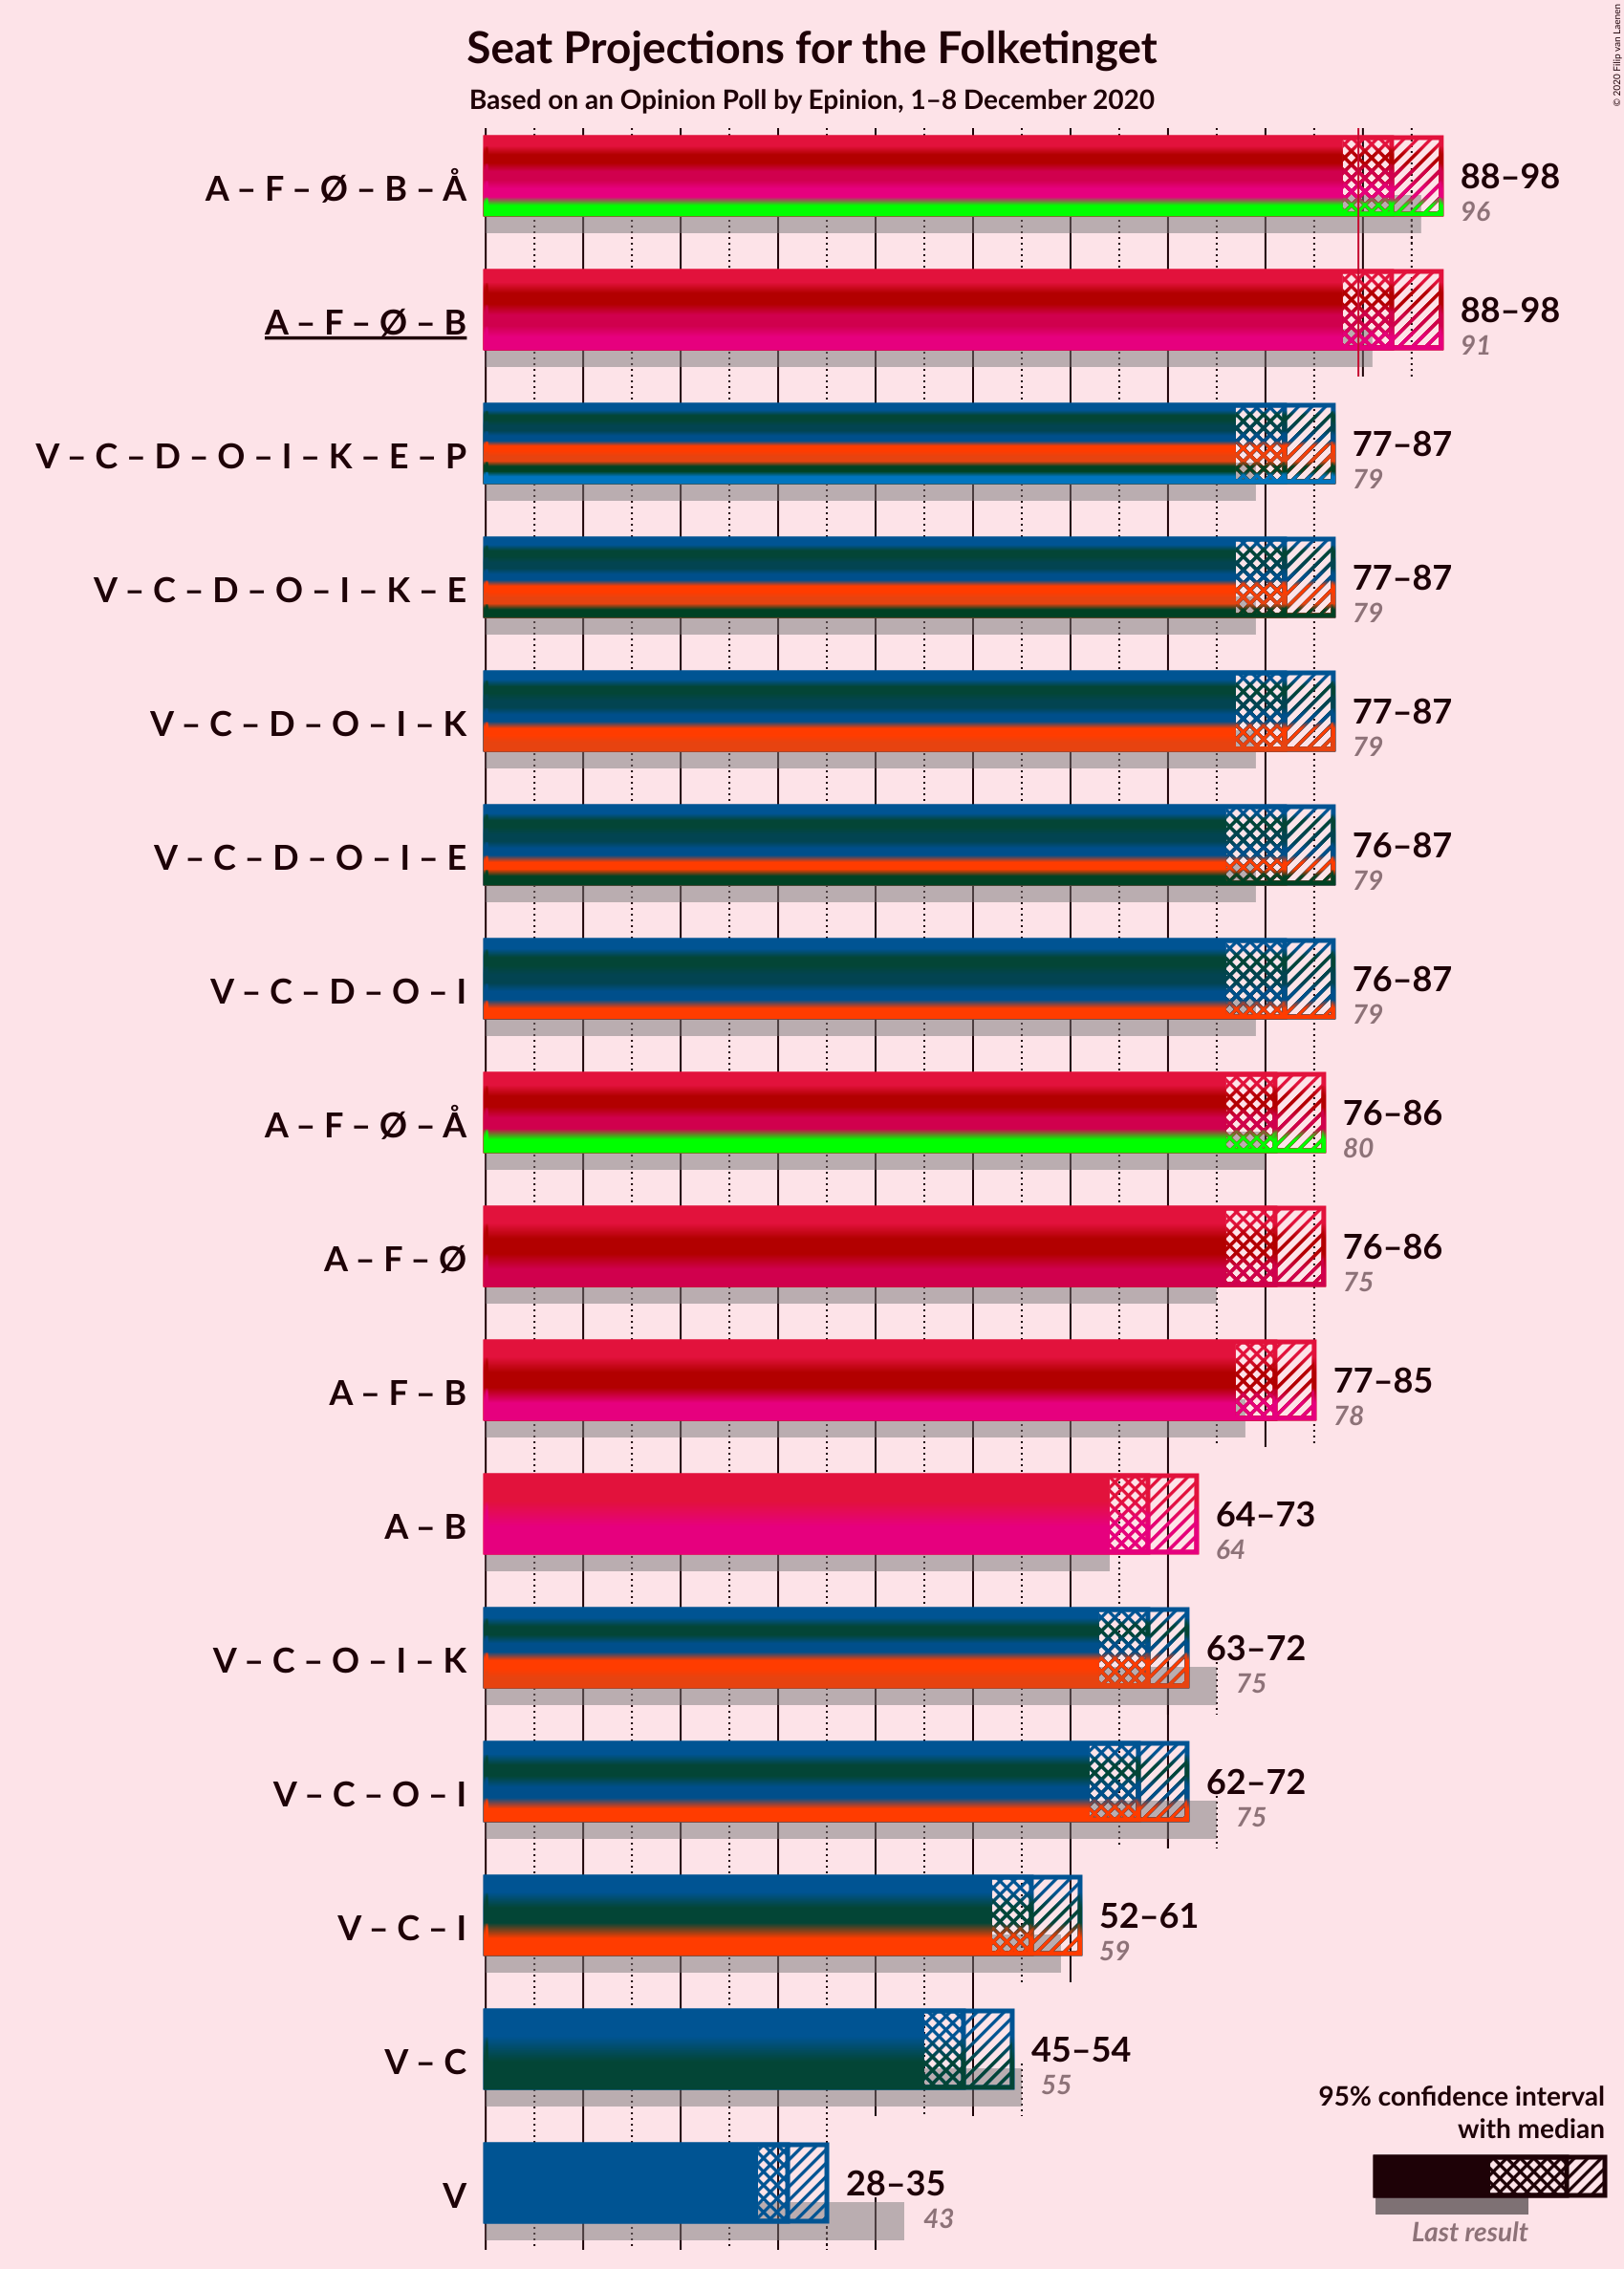 Seat Projections for the Folketinget
Based on an Opinion Poll by Epinion, 1–8 December 2020
© 2020 Filip van Laenen
A – F – Ø – B – Å
88–98
96
A – F – Ø – B
88–98
91
V – C – D – O – I – K – E – P
77–87
79
V – C – D – O – I – K – E
77–87
79
V – C – D – O – I – K
77–87
79
V – C – D – O – I – E
76–87
79
V – C – D – O – I
76–87
79
A – F – Ø – Å
76–86
80
A – F – Ø
76–86
75
A – F – B
77–85
78
A – B
64–73
64
V – C – O – I – K
63–72
75
V – C – O – I
62–72
75
V – C – I
52–61
59
V – C
45–54
55
V
28–35
43
95% confidence interval
with median
Last result